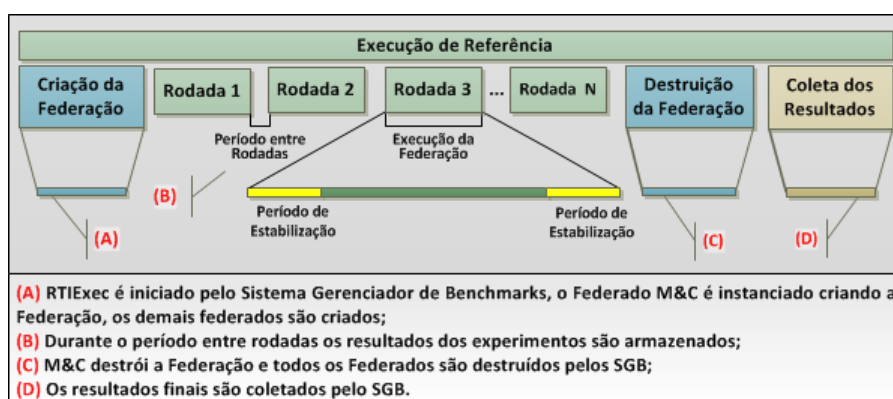 Execução de Referência
Criação da
Federação
Rodada 1
Rodada 2
Rodada 3
...
Rodada N
Destruição
da Federação
Coleta dos
Resultados
Período entre
Rodadas
Execução da
Federação
(B)
Período de
Estabilização
Período de
Estabilização
(A)
(C)
(D)
(A) RTIExec é iniciado pelo Sistema Gerenciador de Benchmarks, o Federado M&C é instanciado criando a
Federação, os demais federados são criados;
(B) Durante o período entre rodadas os resultados dos experimentos são armazenados;
(C) M&C destrói a Federação e todos os Federados são destruídos pelos SGB;
(D) Os resultados finais são coletados pelo SGB.